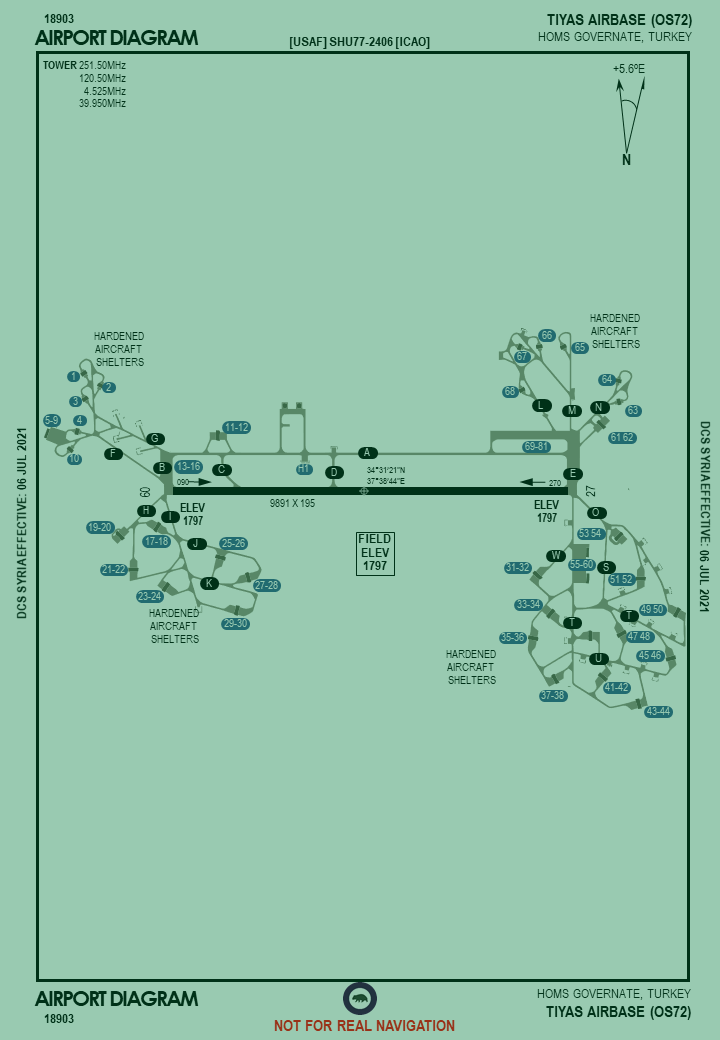 18903
AIRPORT DIAGRAM
[USAF] SHU77-2406 [ICAO]
TIYAS AIRBASE (OS72)
HOMS GOVERNATE, TURKEY
TOWER 251.50MHz
120.50MHz
4.525MHz
39.950MHz
+5.6ºE
N
HARDENED
AIRCRAFT
SHELTERS
HARDENED
AIRCRAFT
SHELTERS
66
65
67
1
2
64
68
3
L
M
N
63
5-9
4
11-12
G
61 62
69-81
F
10
A
B
13-16
C
H1
D
34°31'21"N
37°38'44"E
E
090
270
09
27
9891 X 195
ELEV
1797
ELEV
1797
H
I
O
19-20
17-18
J
25-26
FIELD
ELEV
1797
53 54
W
21-22
31-32
55-60
S
51 52
K
27-28
23-24
33-34
49 50
HARDENED
AIRCRAFT
SHELTERS
29-30
T
T
35-36
47 48
HARDENED
AIRCRAFT
SHELTERS
U
45 46
37-38
41-42
43-44
DCS SYRIA EFFECTIVE: 06 JUL 2021
DCS SYRIA EFFECTIVE: 06 JUL 2021
AIRPORT DIAGRAM
18903
NOT FOR REAL NAVIGATION
HOMS GOVERNATE, TURKEY
TIYAS AIRBASE (OS72)